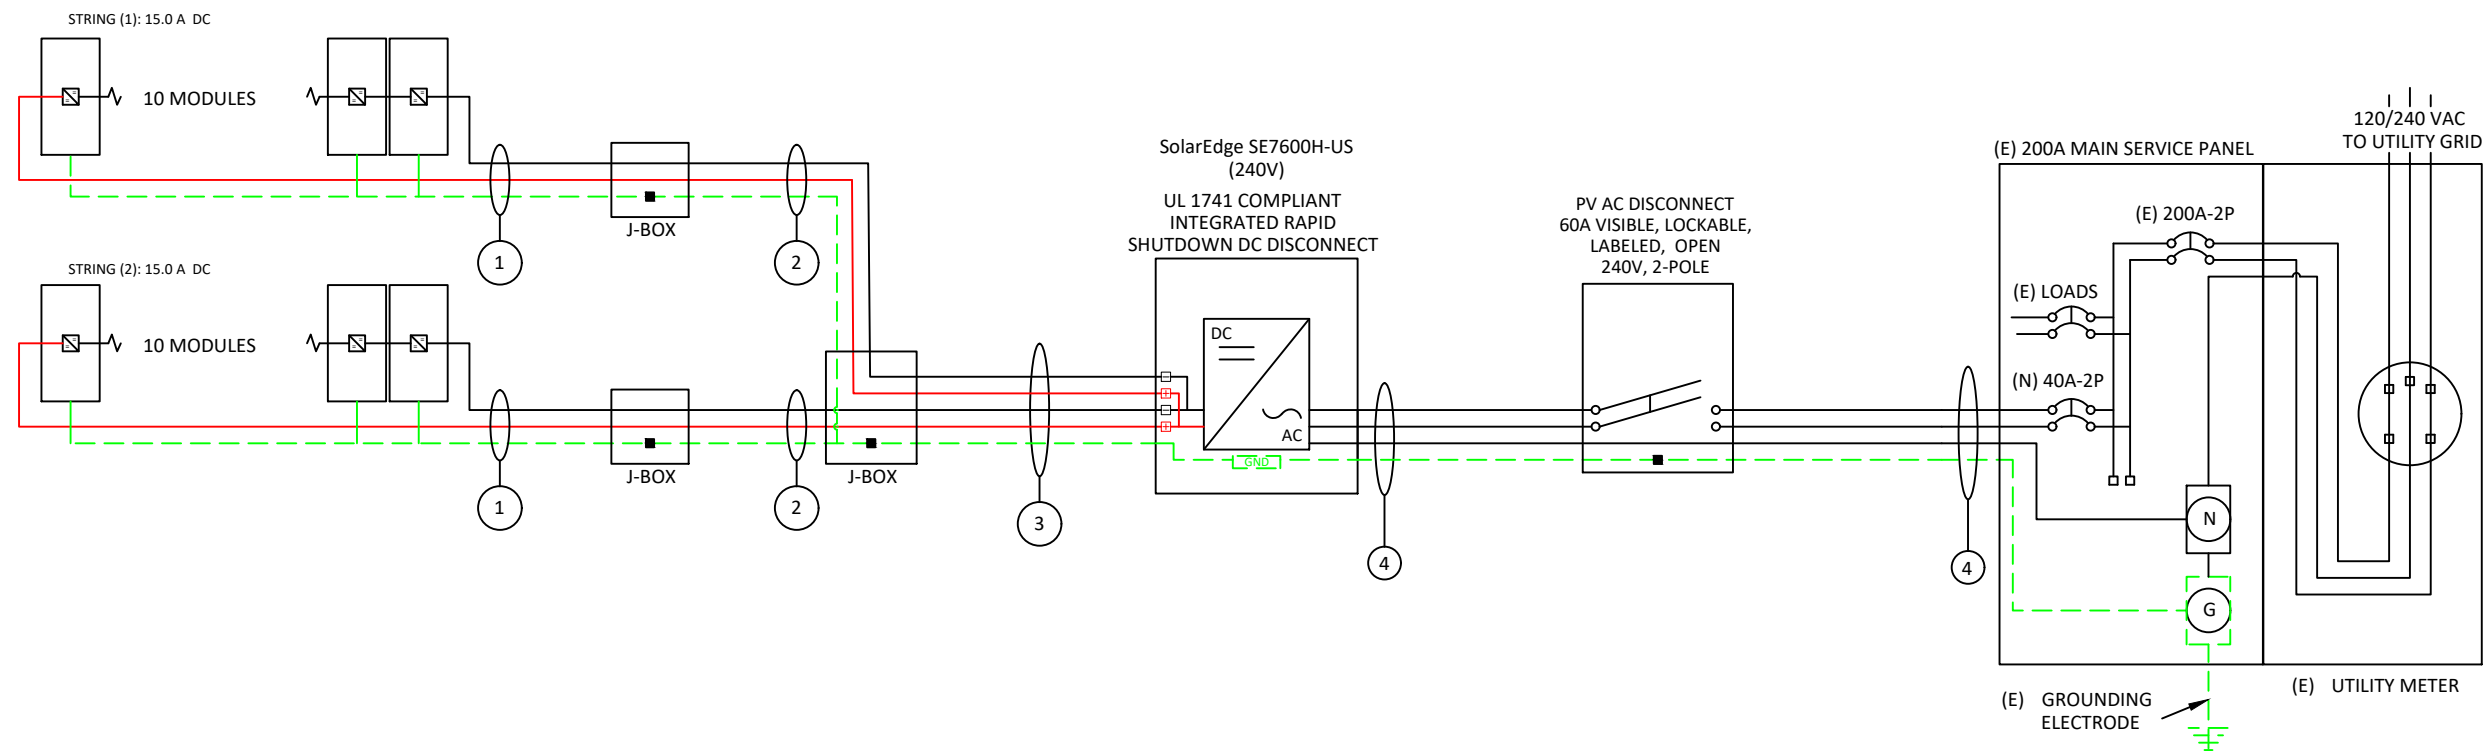 STRING (1): 15.0 A DC
10 MODULES
J-BOX
1
2
STRING (2): 15.0 A DC
10 MODULES
J-BOX
J-BOX
1
2
3
SolarEdge SE7600H-US
(240V)
UL 1741 COMPLIANT
INTEGRATED RAPID
SHUTDOWN DC DISCONNECT
DC
AC
GND
4
PV AC DISCONNECT
60A VISIBLE, LOCKABLE,
LABELED, OPEN
240V, 2-POLE
4
(E) 200A MAIN SERVICE PANEL
(E) 200A-2P
(E) LOADS
(N) 40A-2P
N
G
120/240 VAC
TO UTILITY GRID
(E) GROUNDING
ELECTRODE
(E) UTILITY METER